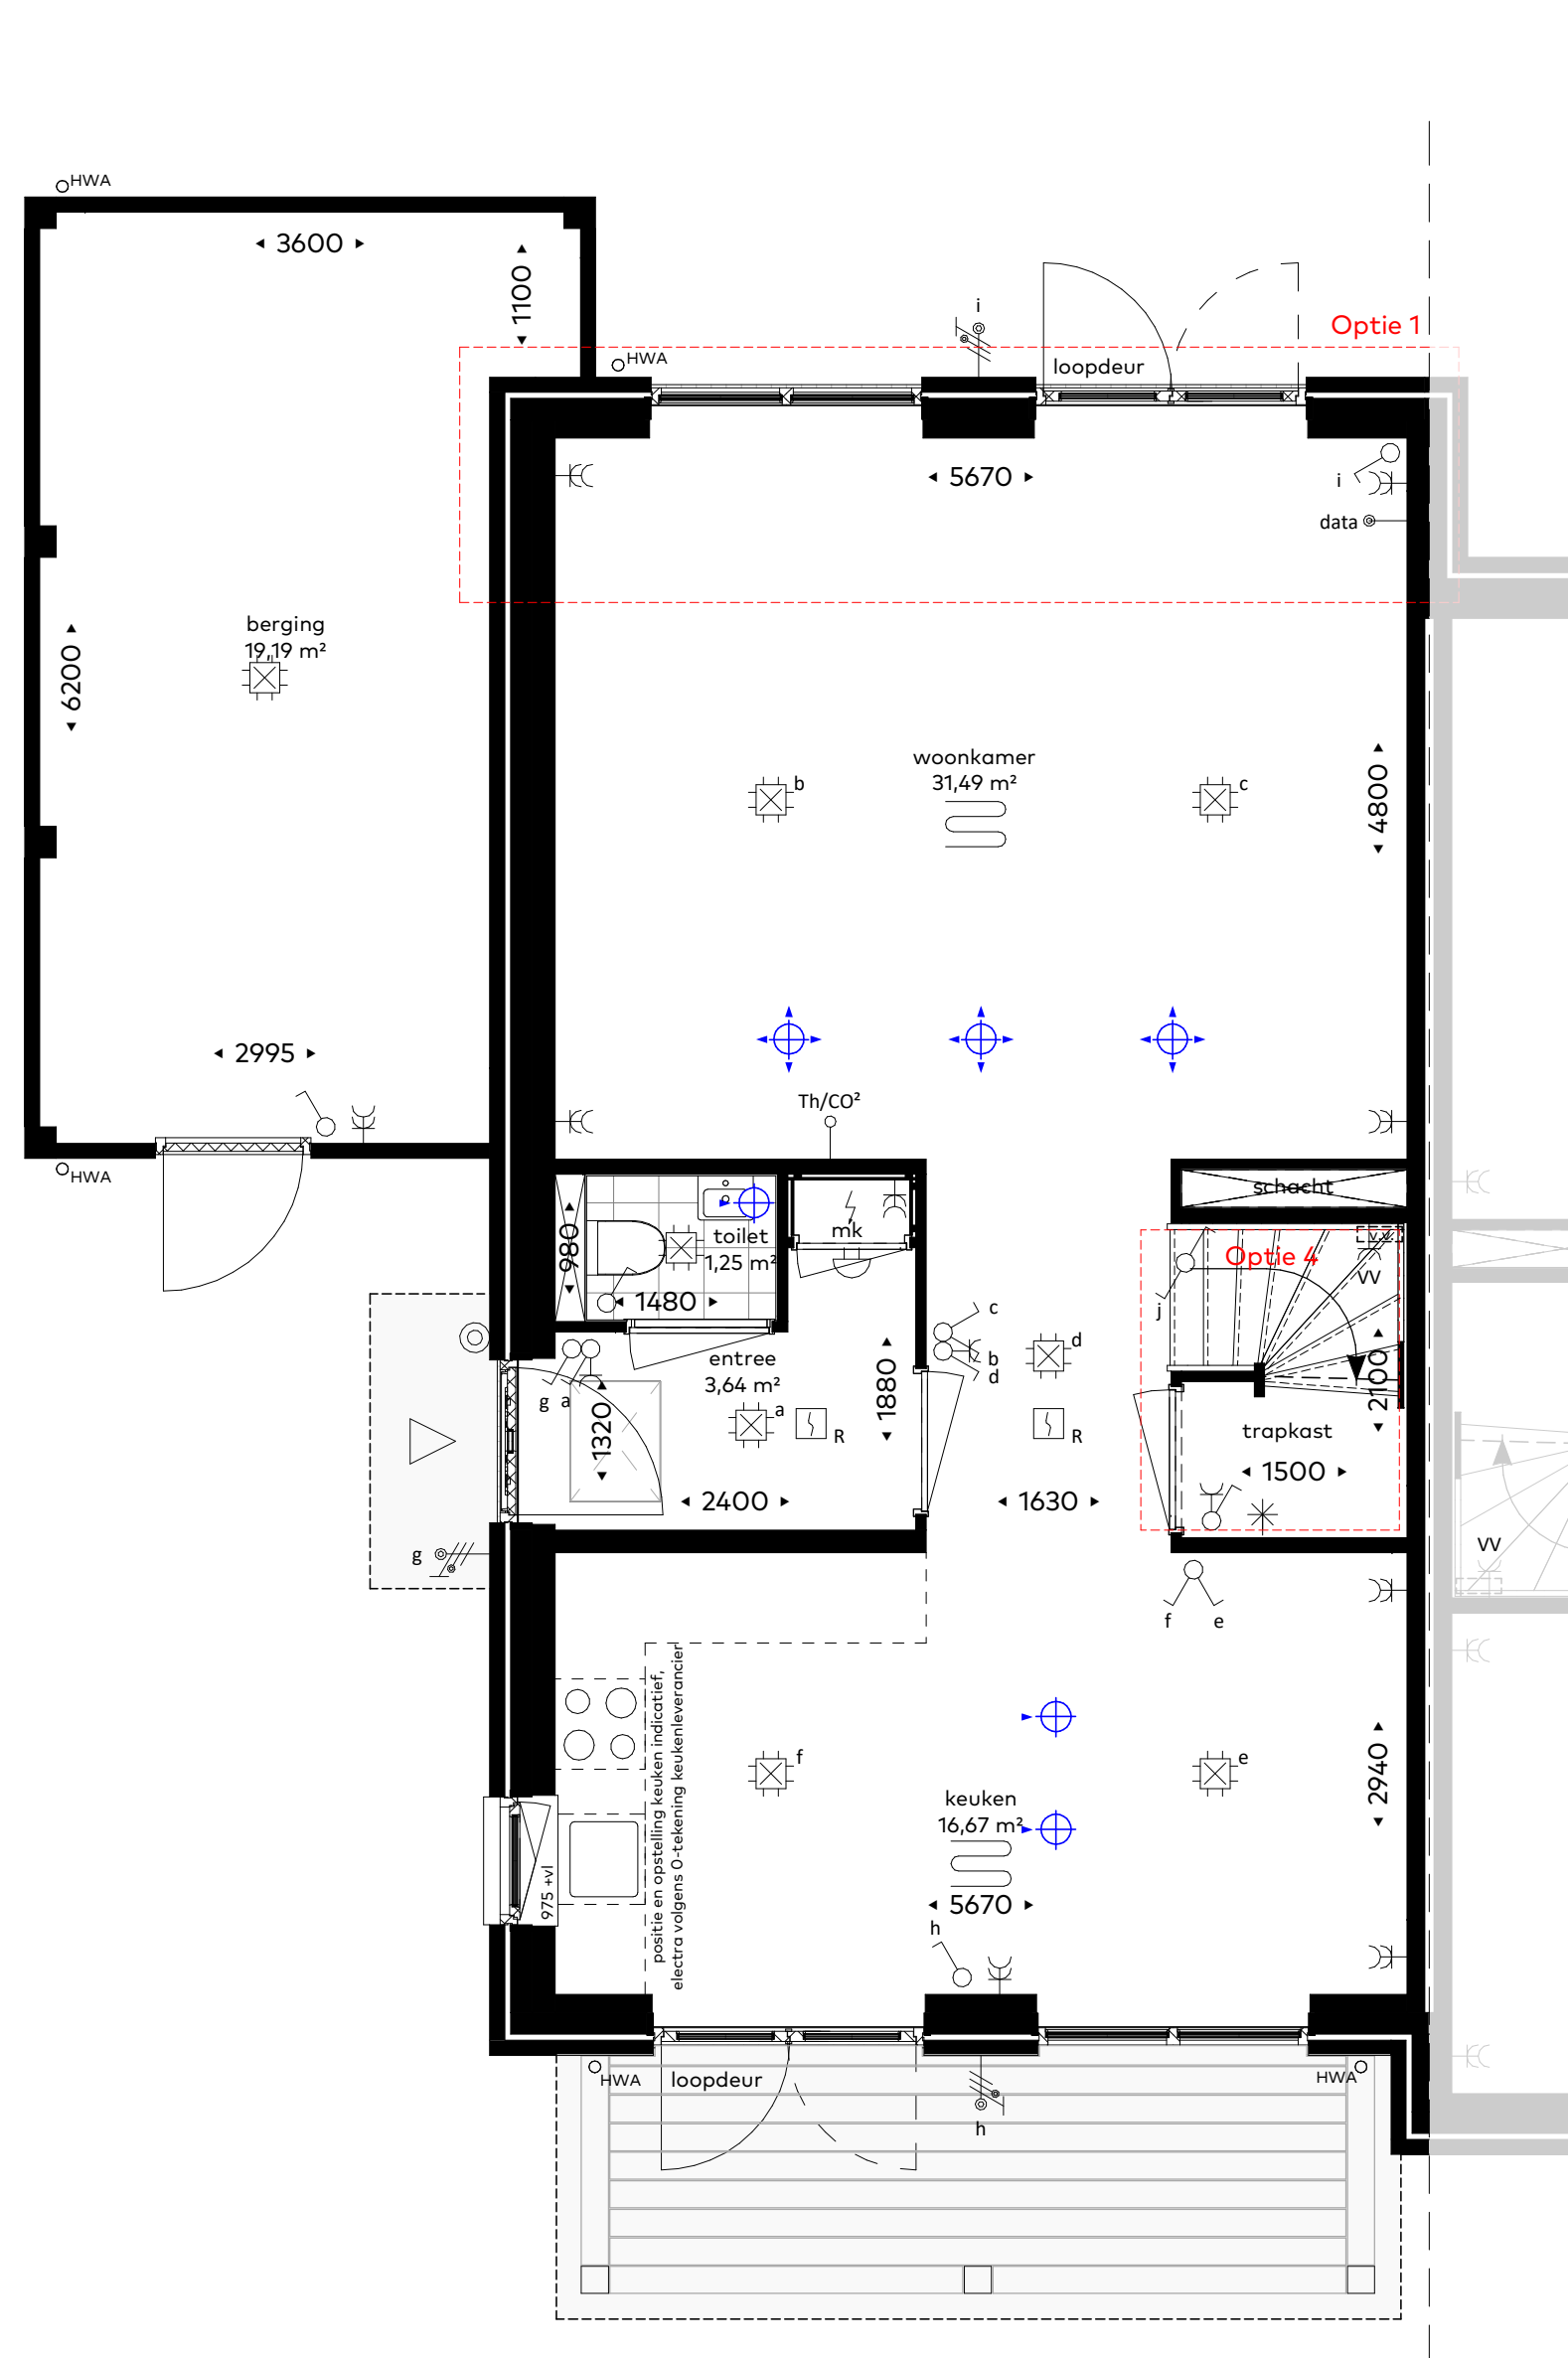 HWA
3600
1100
i
Optie 1
HWA
loopdeur
5670
i
data
berging
19,19 m²
6200
woonkamer
31,49 m²
b
c
4800
2995
Th/CO²
HWA
schacht
980
toilet
1,25 m²
mk
1480
v.v.
Optie 4
VV
j
c
b
d
d
entree
3,64 m²
g
a
1320
a
R
1880
R
2100
trapkast
1500
2400
1630
g
f
e
VV
positie en opstelling keuken indicatief,
electra volgens 0-tekening keukenleverancier
f
e
2940
keuken
16,67 m²
975 +vl
5670
h
HWA
loopdeur
HWA
h